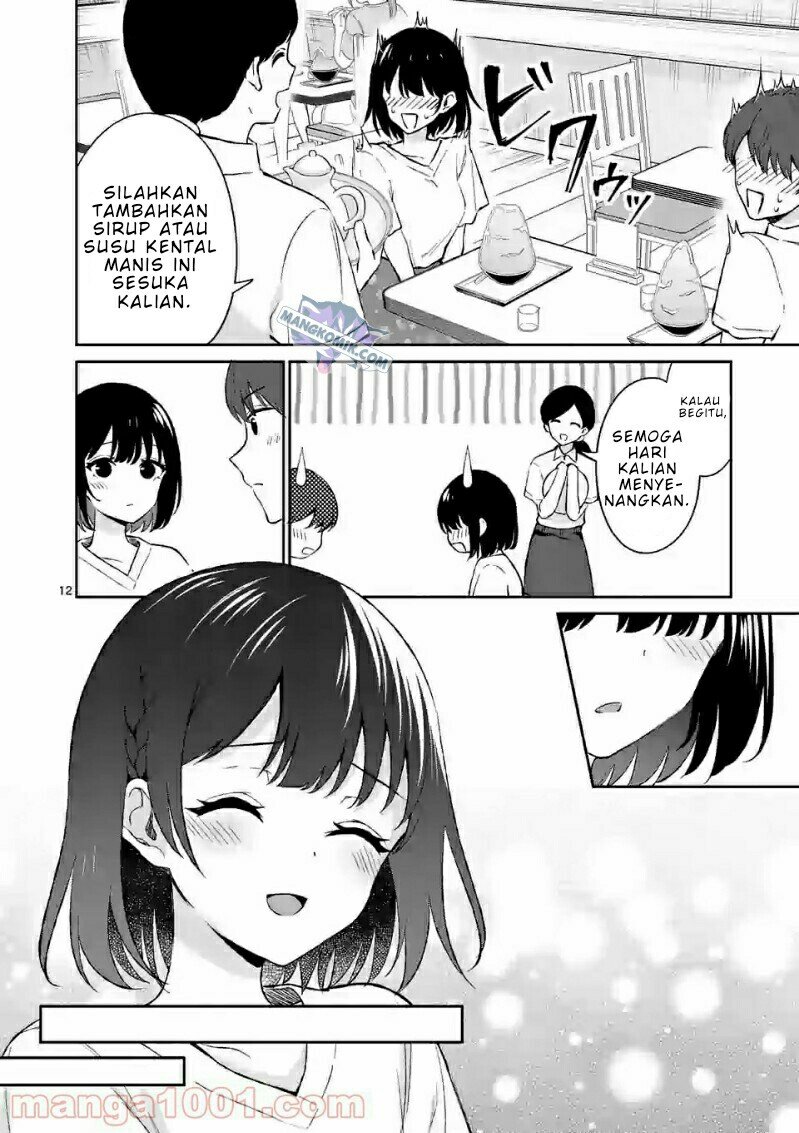 SILAHKAN
TAMBAHKAN
SIRUP ATAU
SUSU KENTAL
MANIS INI
SESUKA
KALIAN.
ビクゥッ
MANGKOMIK.COM
KALAU
BEGITU,
SEMOGA
HARI
KALIAN
MENYE-
NANGKAN.
12
manga1001.com